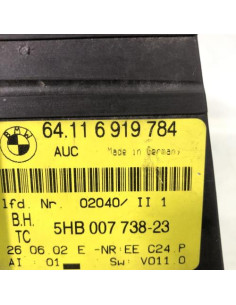 BMW
64.11 6 919 784
AUC Made in Germany
lfd. Nr. 02040/ II 1
B.H.
TC 5HB 007 738-23
26 06 02 E -NR:EE C24.P
AI : 01 SW: V011.0